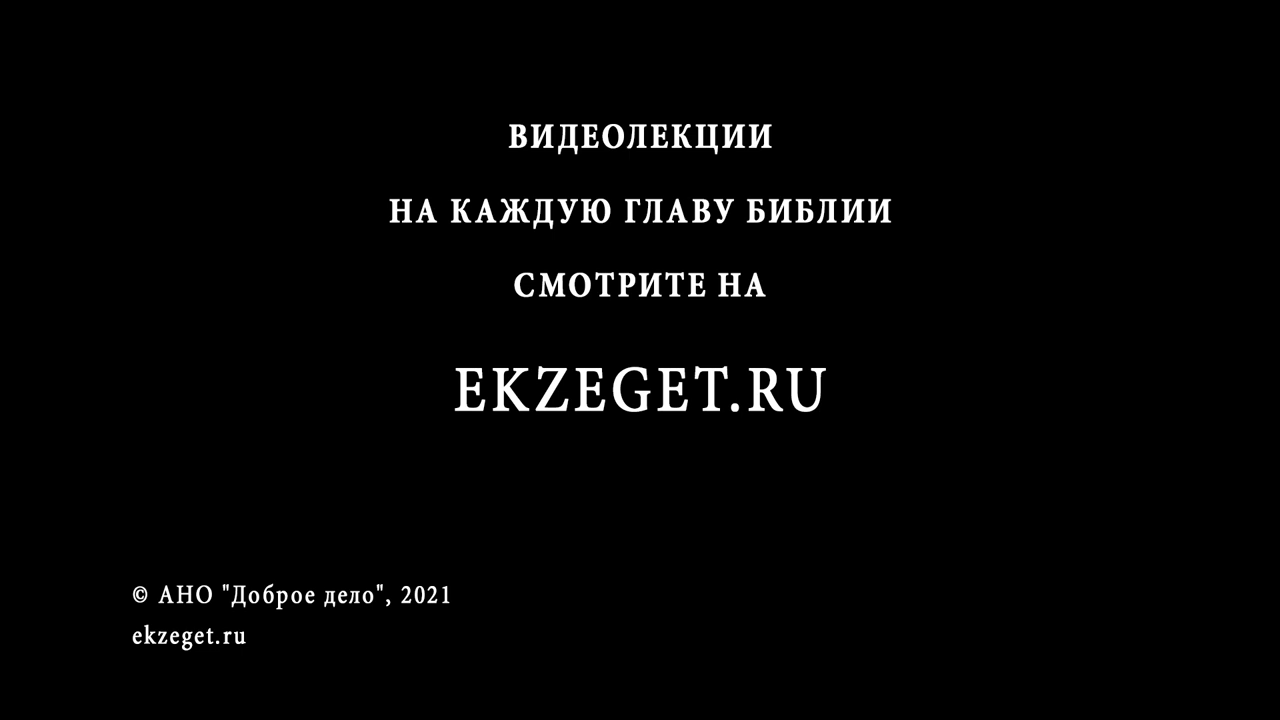 ВИДЕОЛЕКЦИИ
НА КАЖДУЮ ГЛАВУ БИБЛИИ
СМОТРИТЕ НА
EKZEGET.RU
© АНО "Доброе дело", 2021
ekzeget.ru